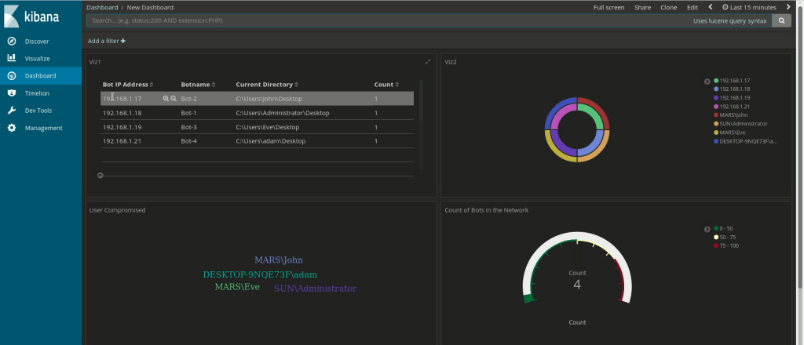 kibana
Discover
Visualize
Dashboard
Timelion
Dev Tools
Management
Dashboard / New Dashboard
Full screen Share Clone Edit Last 15 minutes
Search... (e.g. status:200 AND extension:PHP)
Uses lucene query syntax
Add a filter +
VIZ1
Bot IP Address Botname Current Directory Count
192.168.1.17 Bot-2 C:\Users\john\Desktop 1
192.168.1.18 Bot-1 C:\Users\Administrator\Desktop 1
192.168.1.19 Bot-3 C:\Users\Eve\Desktop 1
192.168.1.21 Bot-4 C:\Users\adam\Desktop 1
VIZ2
192.168.1.17
192.168.1.18
192.168.1.19
192.168.1.21
MARS\John
SUN\Administrator
MARS\Eve
DESKTOP-9NQE73F\a...
User Compromised
MARS\John
DESKTOP-9NQE73F\adam
MARS\Eve SUN\Administrator
Count of Bots in the Network
Count
4
Count
0 - 50
50 - 75
75 - 100